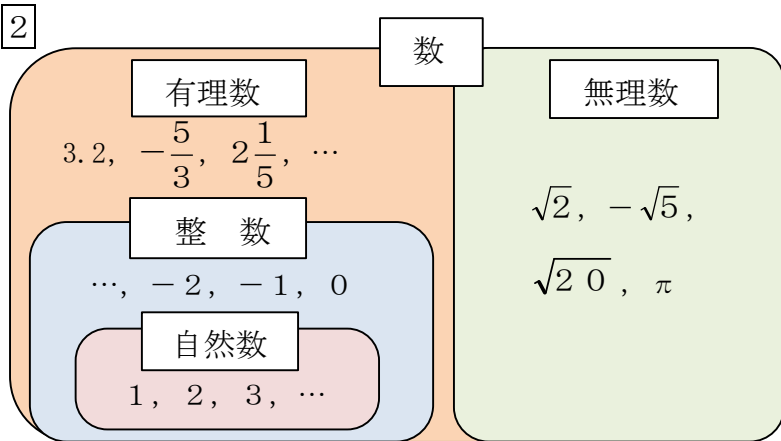 2
数
有理数
3.2, −5/3, 2 1/5, …
整　数
…, −2, −1, 0
自然数
1, 2, 3, …
無理数
√2, −√5,
√20, π